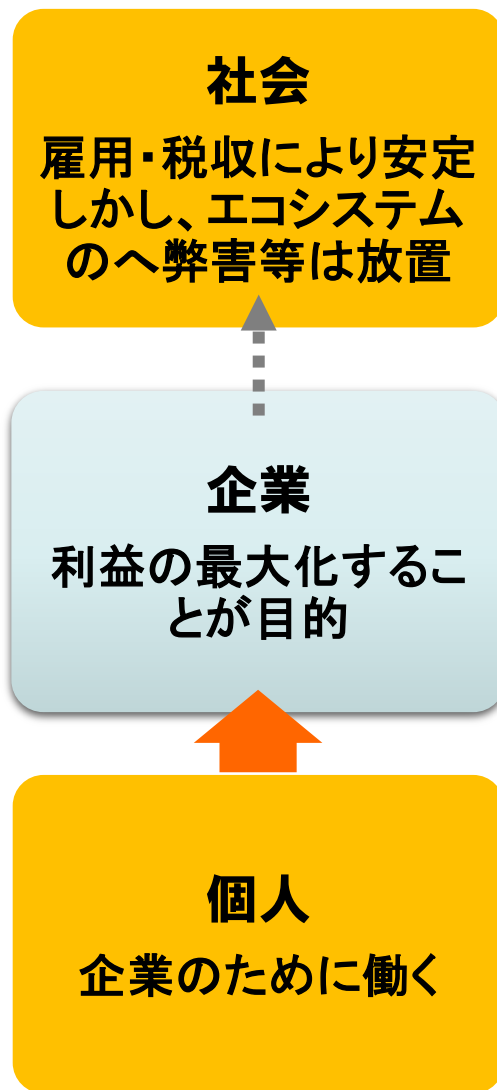 社会
雇用・税収により安定
しかし、エコシステム
のへ弊害等は放置
企業
利益の最大化するこ
とが目的
個人
企業のために働く